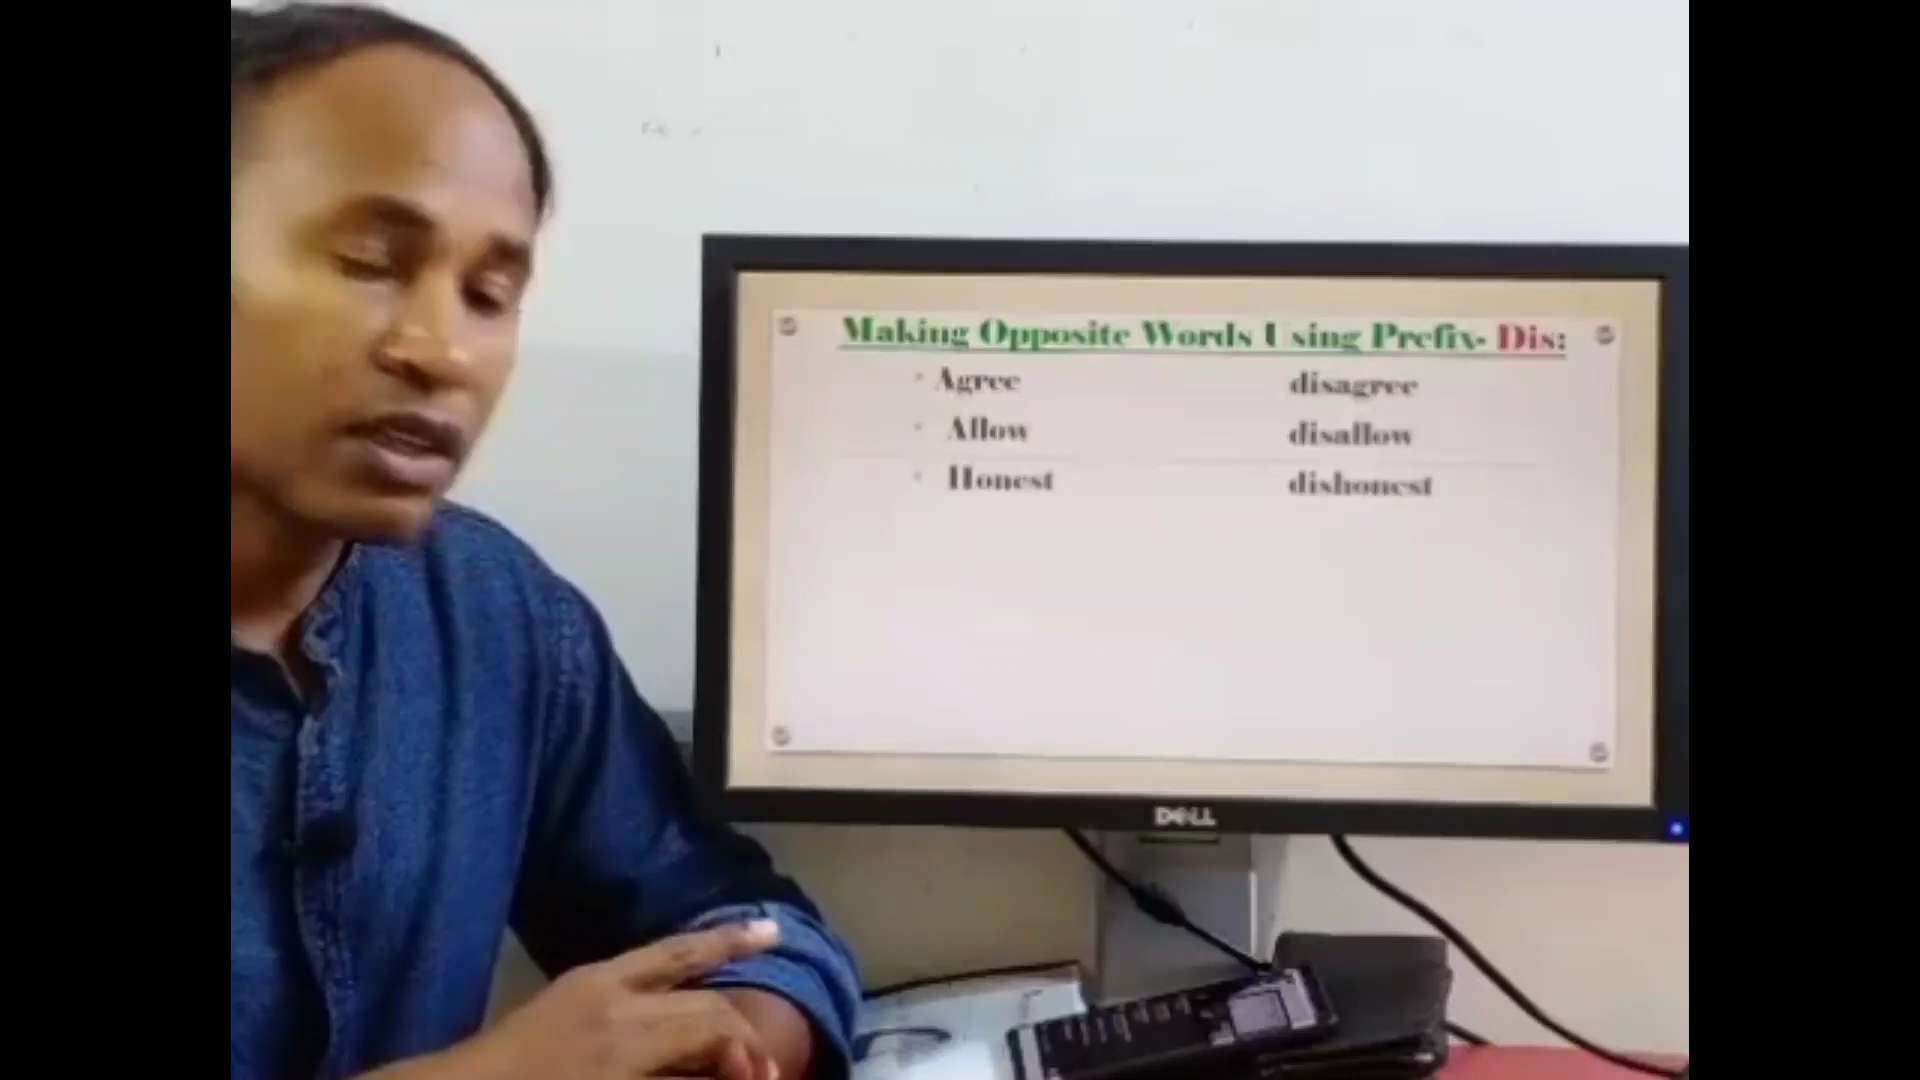 Making Opposite Words Using Prefix- Dis:
• Agree disagree
• Allow disallow
• Honest dishonest
DELL